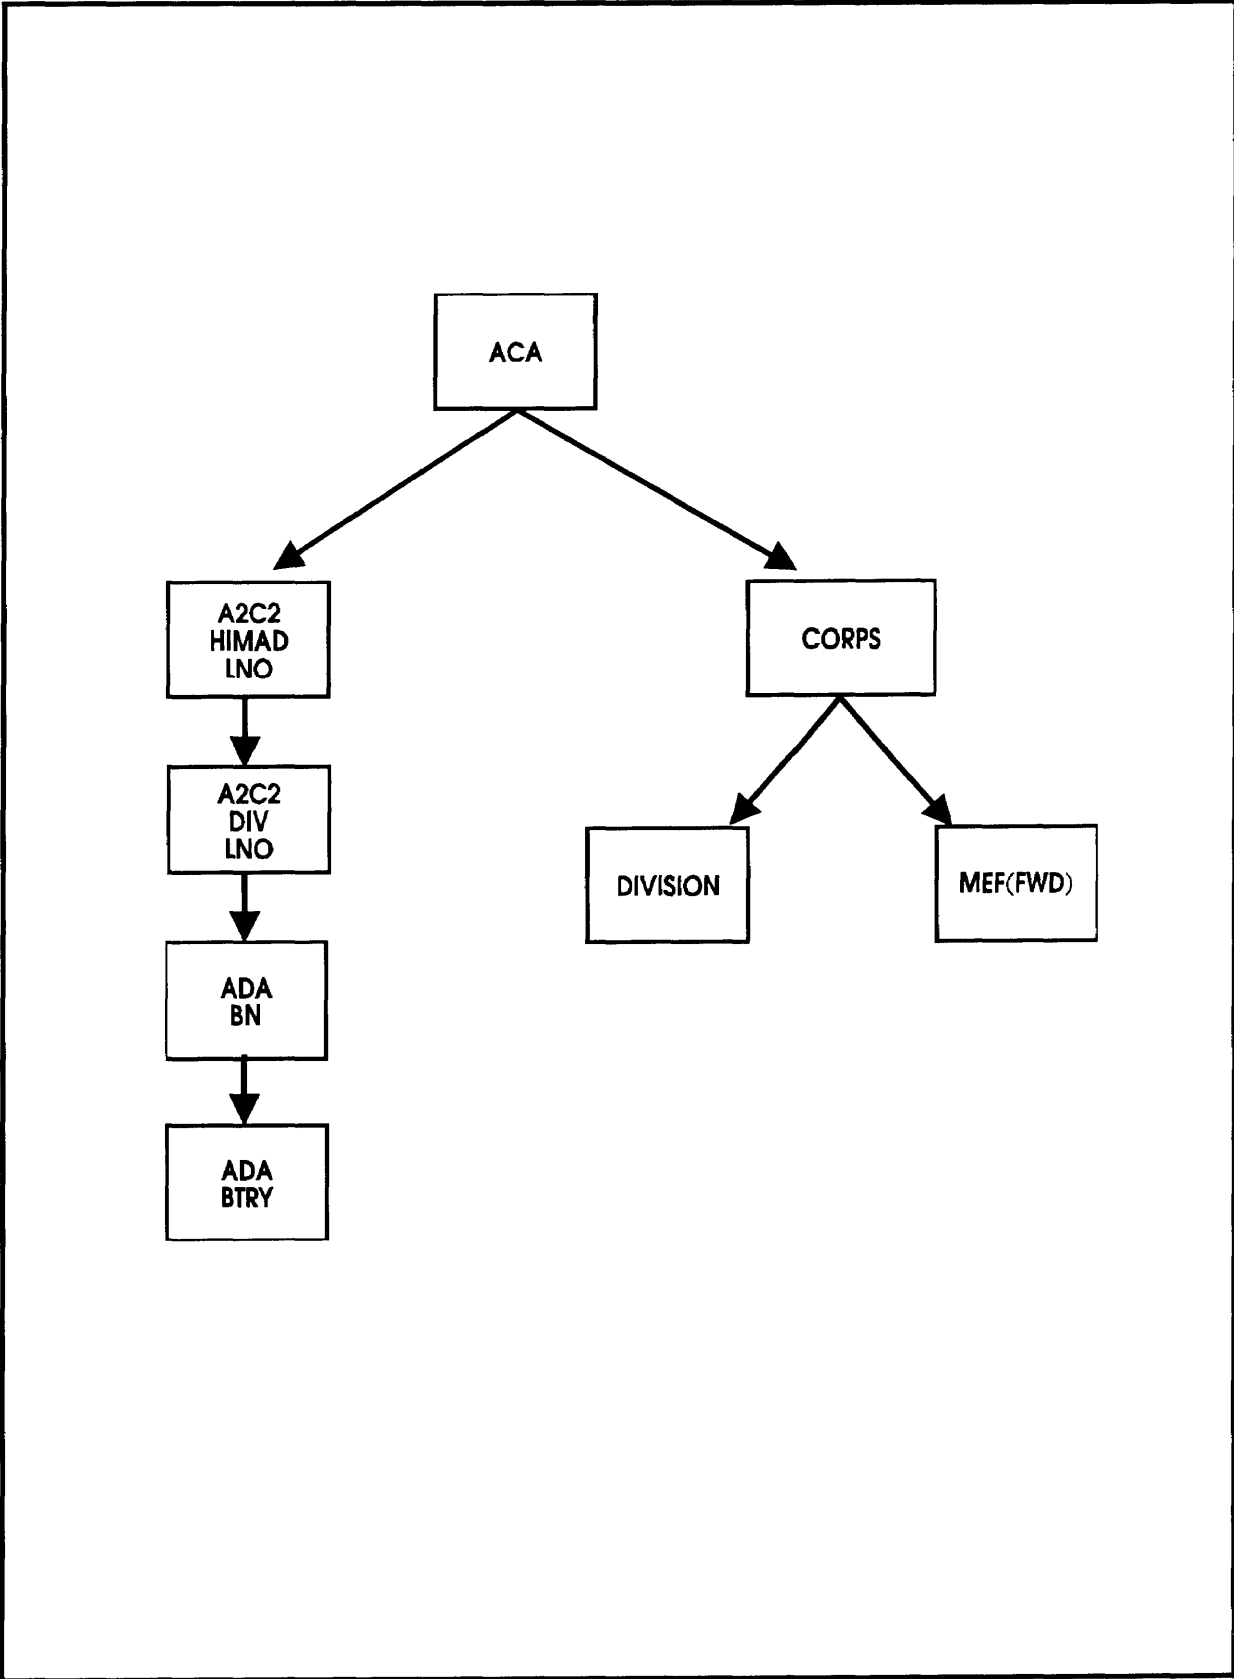 ACA
A2C2
HIMAD
LNO
CORPS
A2C2
DIV
LNO
DIVISION
MEF(FWD)
ADA
BN
ADA
BTRY